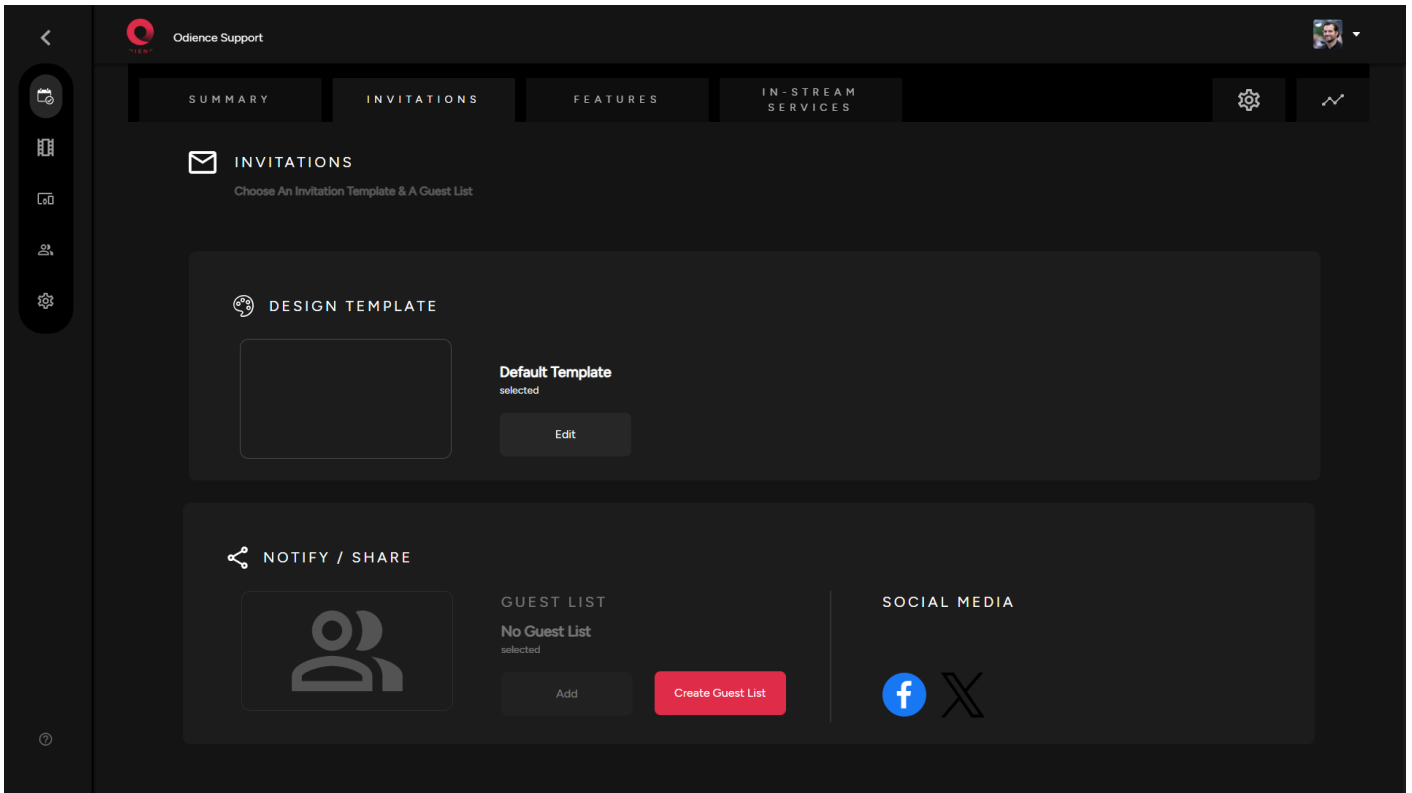 Odience Support
SUMMARY
INVITATIONS
FEATURES
IN-STREAM
SERVICES
INVITATIONS
Choose An Invitation Template & A Guest List
DESIGN TEMPLATE
Default Template
selected
Edit
NOTIFY / SHARE
GUEST LIST
No Guest List
selected
Add
Create Guest List
SOCIAL MEDIA